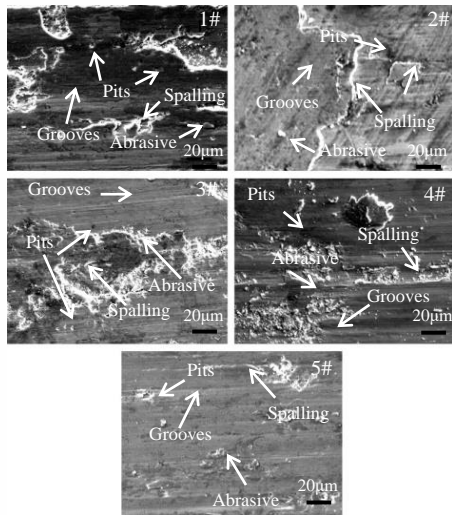 1#
Pits
Spalling
Grooves
Abrasive
20μm
2#
Pits
Grooves
Spalling
Abrasive
20μm
3#
Grooves
Pits
Abrasive
Spalling
20μm
4#
Pits
Spalling
Abrasive
Grooves
20μm
5#
Pits
Spalling
Grooves
20μm
Abrasive